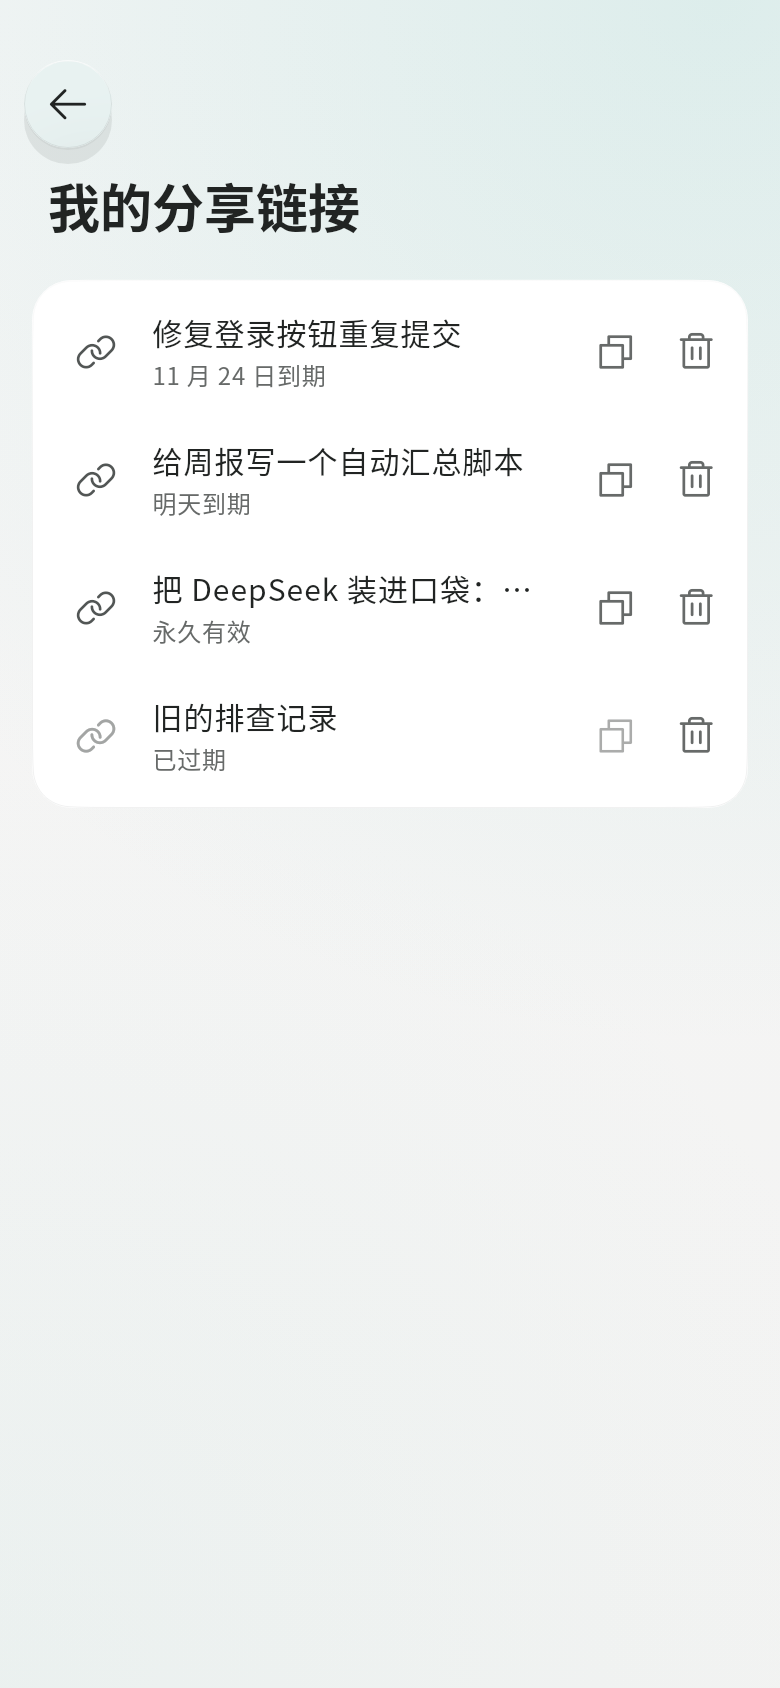 我的分享链接
修复登录按钮重复提交
11 月 24 日到期
给周报写一个自动汇总脚本
明天到期
把 DeepSeek 装进口袋：…
永久有效
旧的排查记录
已过期